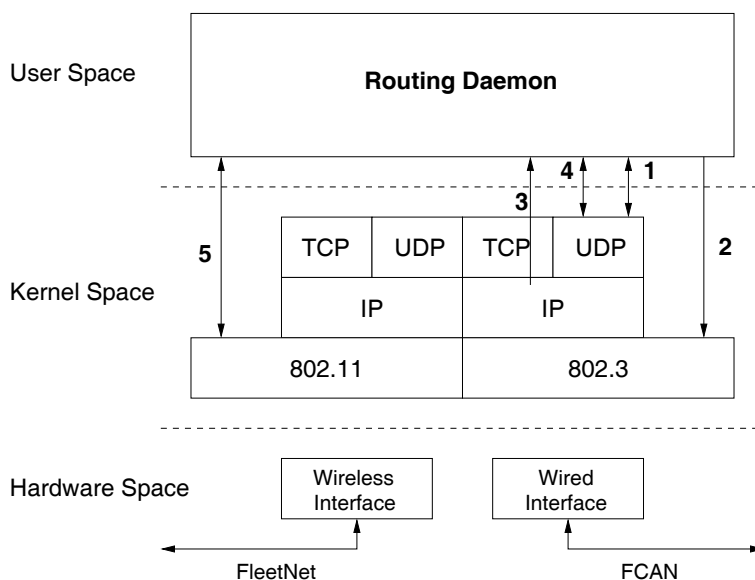 User Space
Routing Daemon
4
1
3
5
2
TCP
UDP
TCP
UDP
Kernel Space
IP
IP
802.11
802.3
Hardware Space
Wireless
Interface
Wired
Interface
FleetNet
FCAN